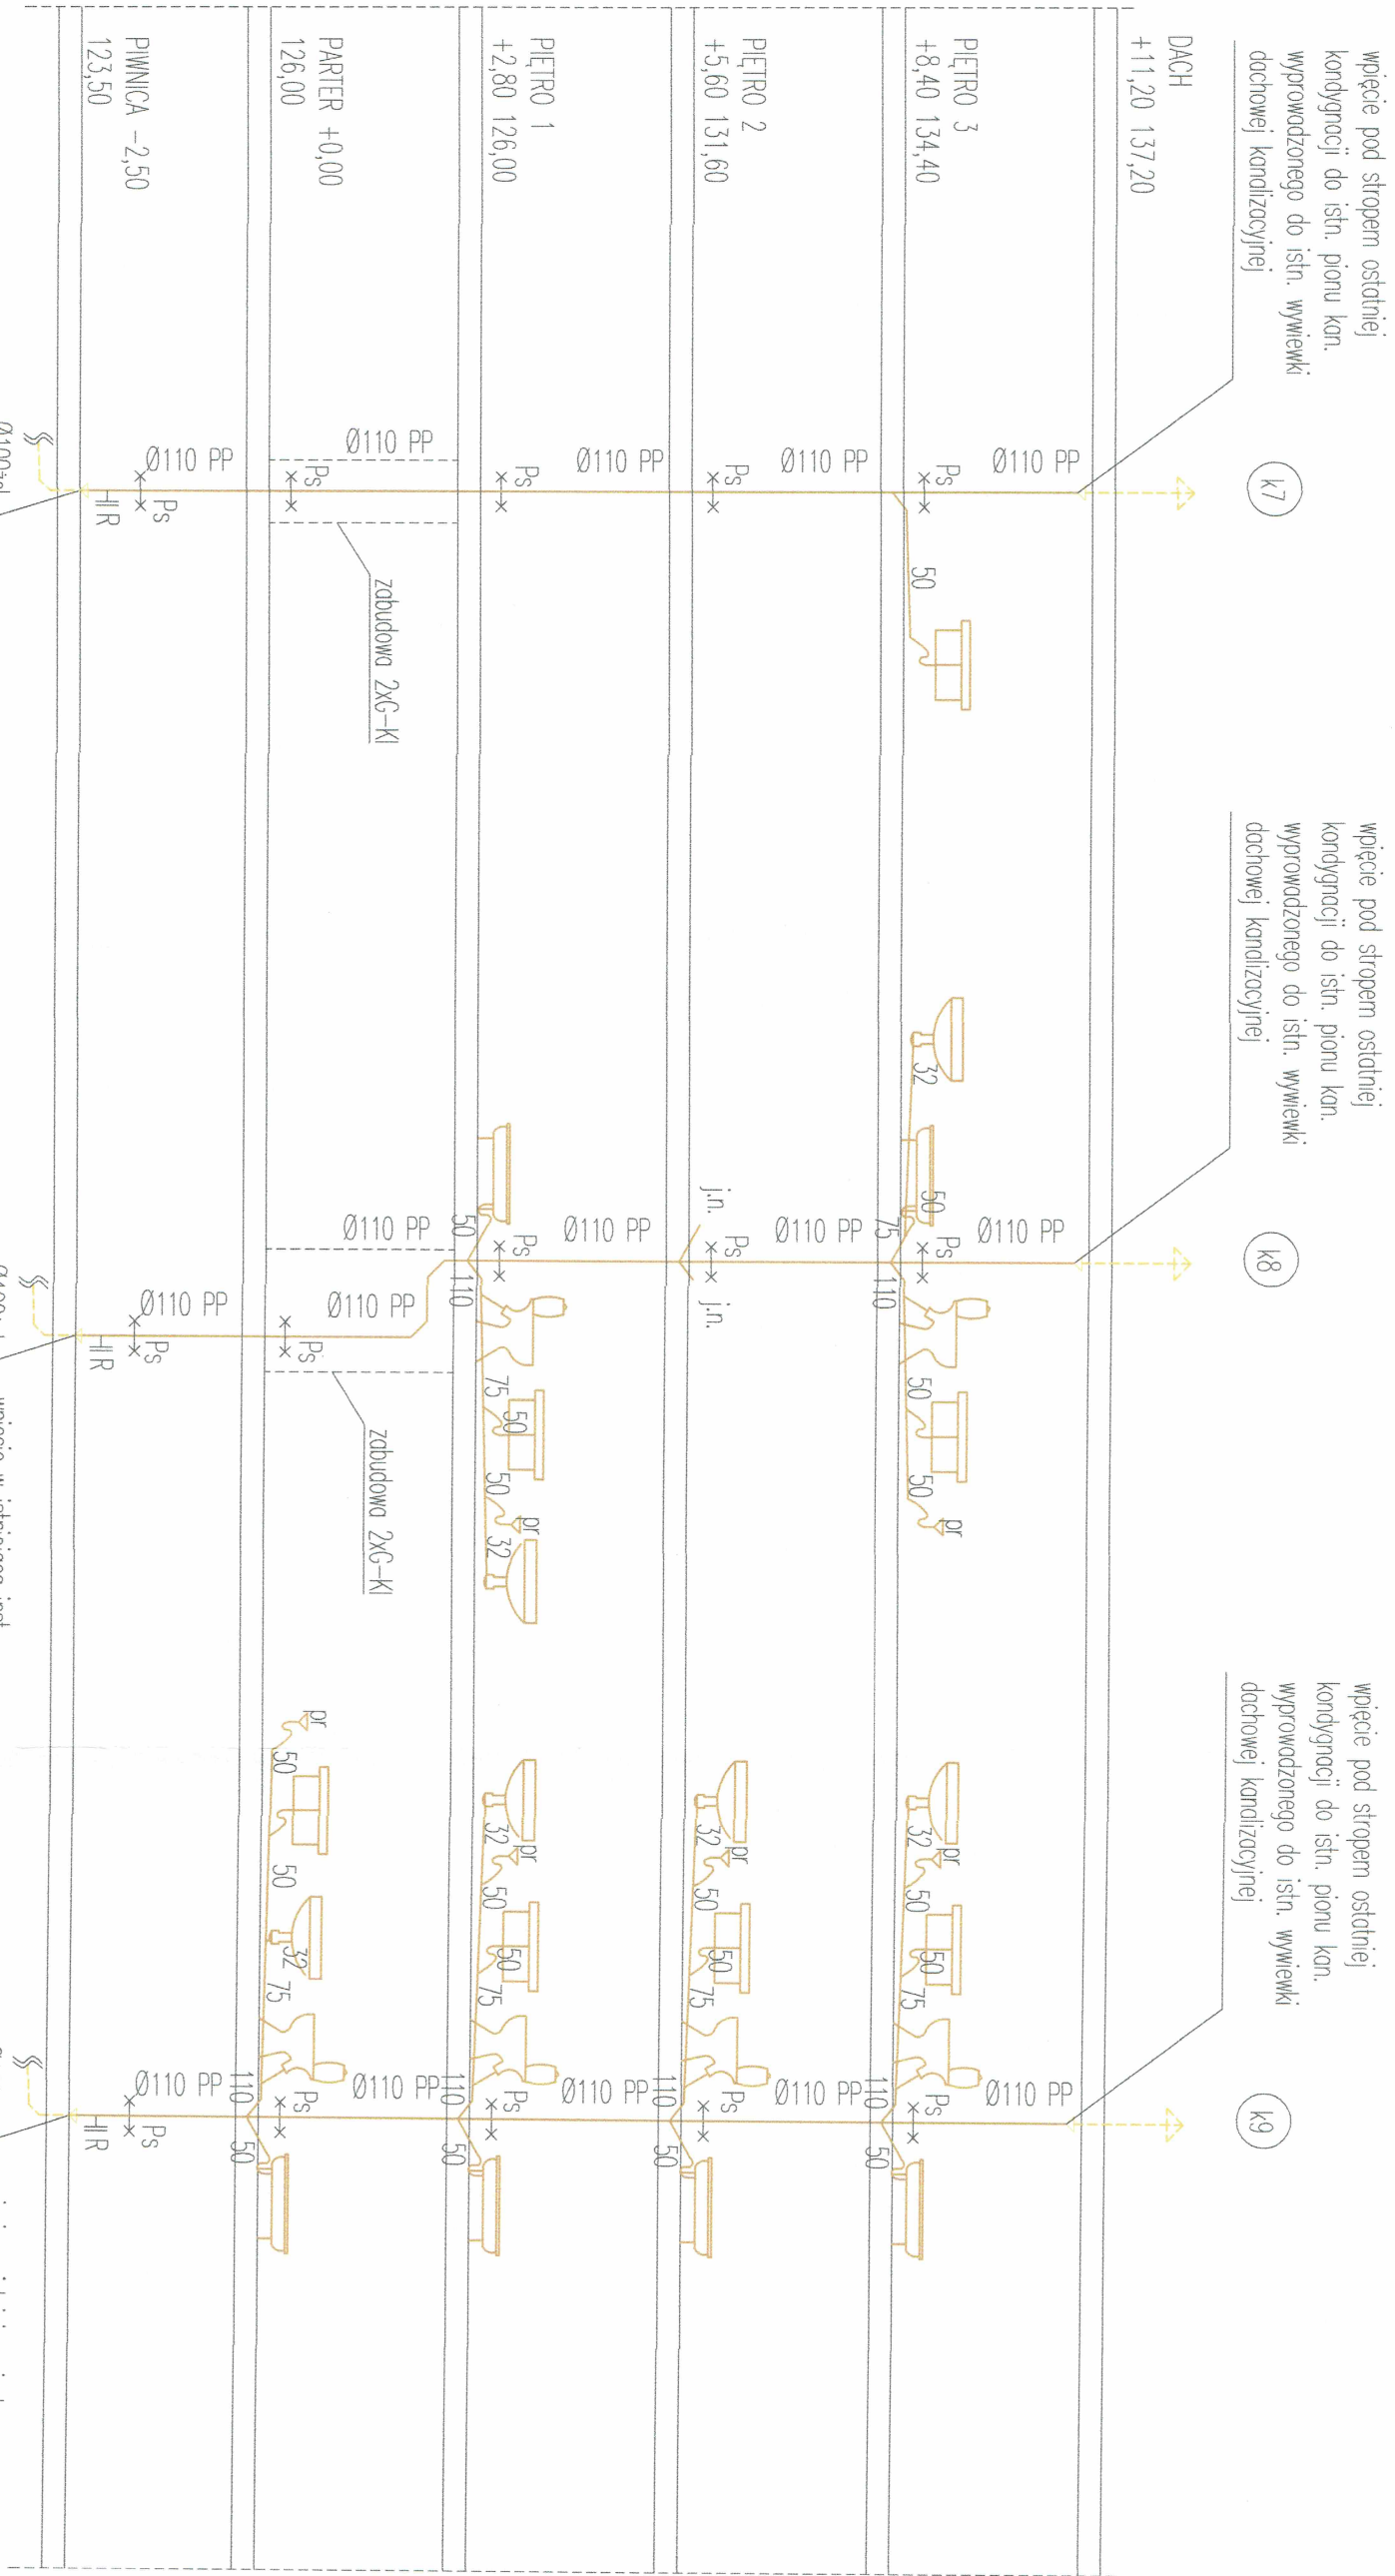 wpięcie pod stropem ostatniej
kondygnacji do istn. pionu kan.
wyprowadzonego do istn. wywiewki
dachowej kanalizacyjnej
k7
wpięcie pod stropem ostatniej
kondygnacji do istn. pionu kan.
wyprowadzonego do istn. wywiewki
dachowej kanalizacyjnej
k8
wpięcie pod stropem ostatniej
kondygnacji do istn. pionu kan.
wyprowadzonego do istn. wywiewki
dachowej kanalizacyjnej
k9
DACH
+11,20 137,20
Ø110 PP
Ø110 PP
Ø110 PP
PIĘTRO 3
+8,40 134,40
Ps
50
32
50
75
Ps
110
50
50
pr
32
pr
50
50
75
110
Ps
50
Ø110 PP
Ø110 PP
Ø110 PP
PIĘTRO 2
+5,60 131,60
Ps
j.n.
Ps
j.n.
32
pr
50
50
75
110
Ps
50
Ø110 PP
Ø110 PP
Ø110 PP
PIĘTRO 1
+2,80 126,00
Ps
50
Ps
110
75
50
50
pr
32
32
pr
50
50
75
110
Ps
50
Ø110 PP
zabudowa 2xG-KI
Ø110 PP
Ø110 PP
zabudowa 2xG-KI
Ø110 PP
PARTER +0,00
126,00
Ps
Ps
pr
50
50
32
75
110
Ps
50
Ø110 PP
Ø110 PP
Ø110 PP
PIWNICA -2,50
123,50
Ps
R
Ps
R
Ps
R
Ø100żel
wpięcie w istniejącą inst